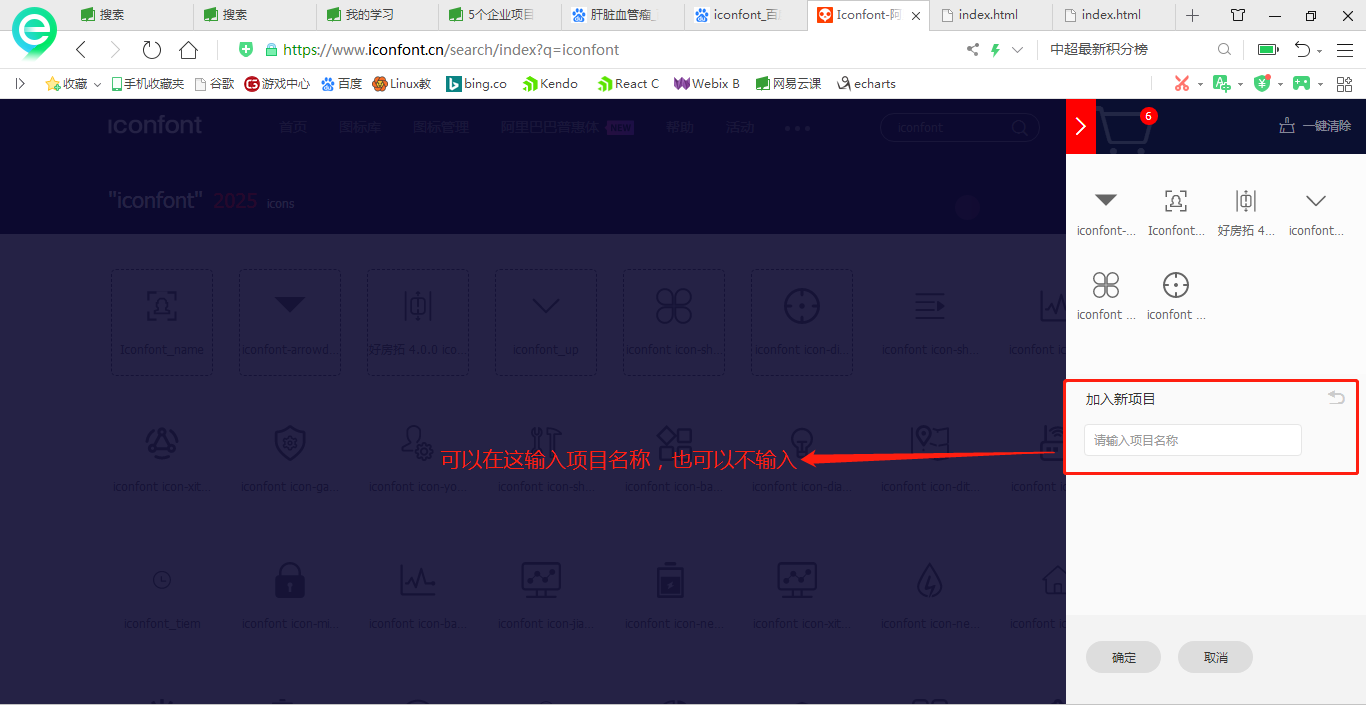 搜索
搜索
我的学习
5个企业项目
肝脏血管瘤_
iconfont_百
Iconfont-阿
index.html
index.html
https://www.iconfont.cn/search/index?q=iconfont
中超最新积分榜
收藏
手机收藏夹
谷歌
游戏中心
百度
Linux教
bing.co
Kendo
React C
Webix B
网易云课
echarts
iconfont
首页
图标库
图标管理
阿里巴巴普惠体
NEW
帮助
活动
iconfont
6
一键清除
"iconfont" 2025 icons
iconfont-...
Iconfont...
好房拓 4...
iconfont...
iconfont ...
iconfont ...
Iconfont_name
iconfont-arrowd...
好房拓 4.0.0 ico...
iconfont_up
iconfont icon-sh...
iconfont icon-di...
iconfont icon-sh...
iconfont i
加入新项目
请输入项目名称
可以在这输入项目名称，也可以不输入
iconfont icon-xit...
iconfont icon-ga...
iconfont icon-yo...
iconfont icon-sh...
iconfont icon-ba...
iconfont icon-dia...
iconfont icon-dit...
iconfont i
iconfont_tiem
iconfont icon-mi...
iconfont icon-ba...
iconfont icon-jia...
iconfont icon-ne...
iconfont icon-xit...
iconfont icon-ne...
iconfont i
确定
取消